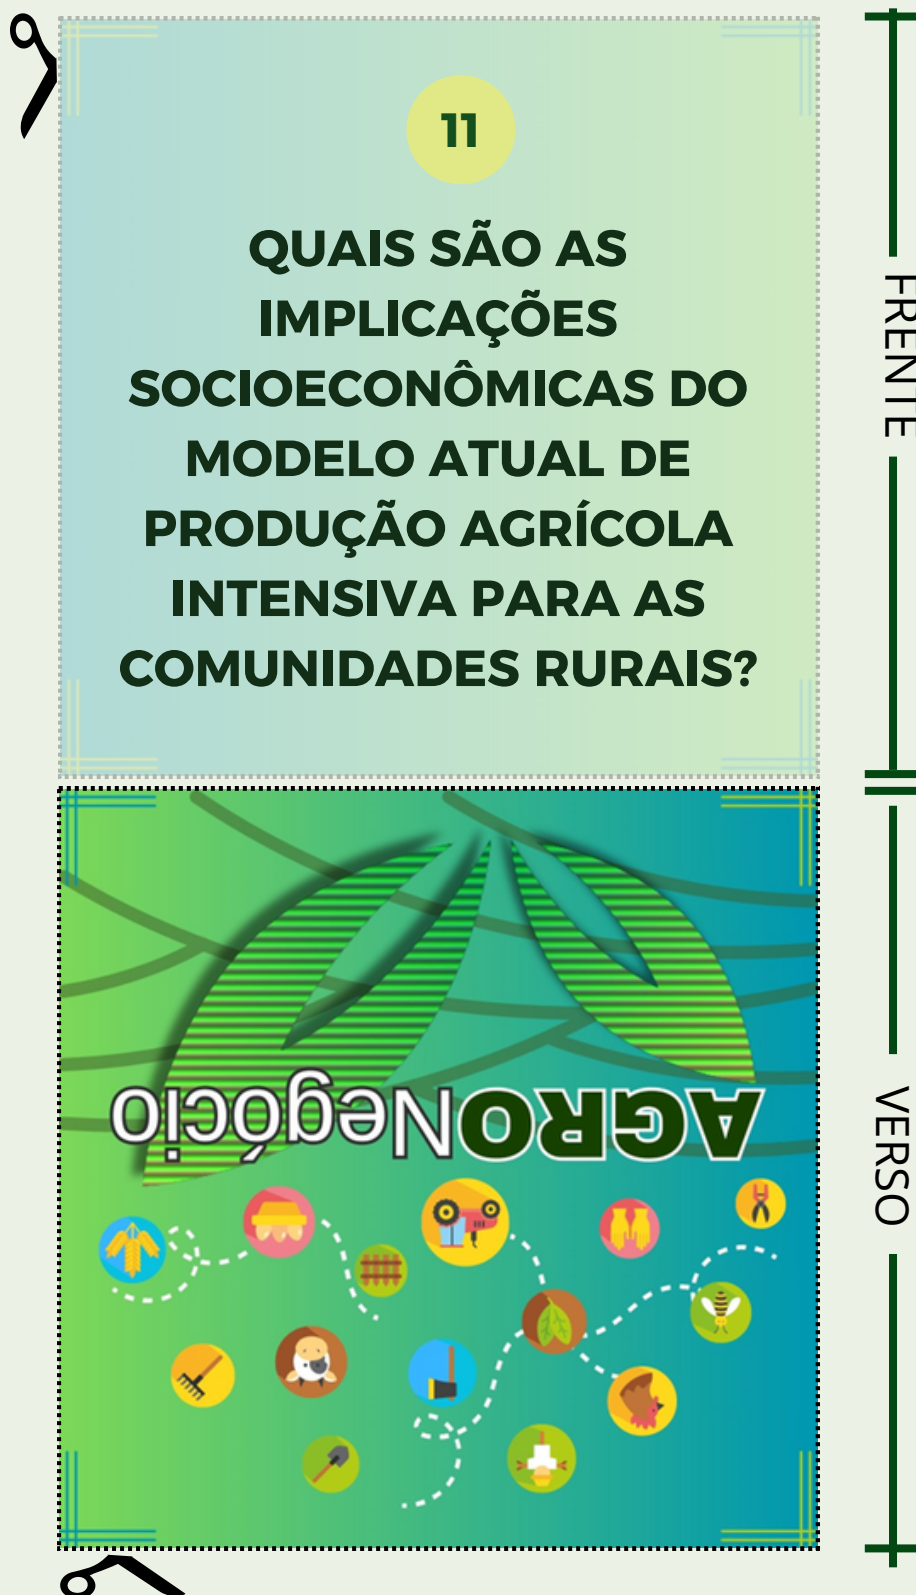 11
QUAIS SÃO AS
IMPLICAÇÕES
SOCIOECONÔMICAS DO
MODELO ATUAL DE
PRODUÇÃO AGRÍCOLA
INTENSIVA PARA AS
COMUNIDADES RURAIS?
FRENTE
AGRONegócio
VERSO